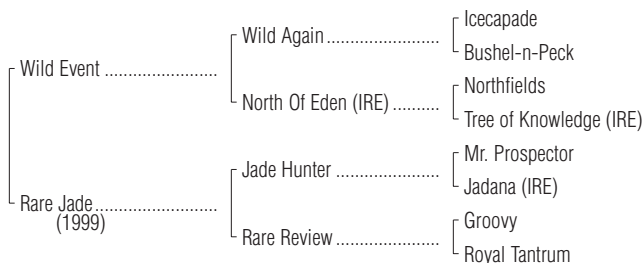 Icecapade
Wild Again ....................
Bushel-n-Peck
Wild Event ....................
Northfields
North Of Eden (IRE) ..........
Tree of Knowledge (IRE)
Mr. Prospector
Jade Hunter ..................
Jadana (IRE)
Rare Jade ......................
(1999)
Groovy
Rare Review ..................
Royal Tantrum